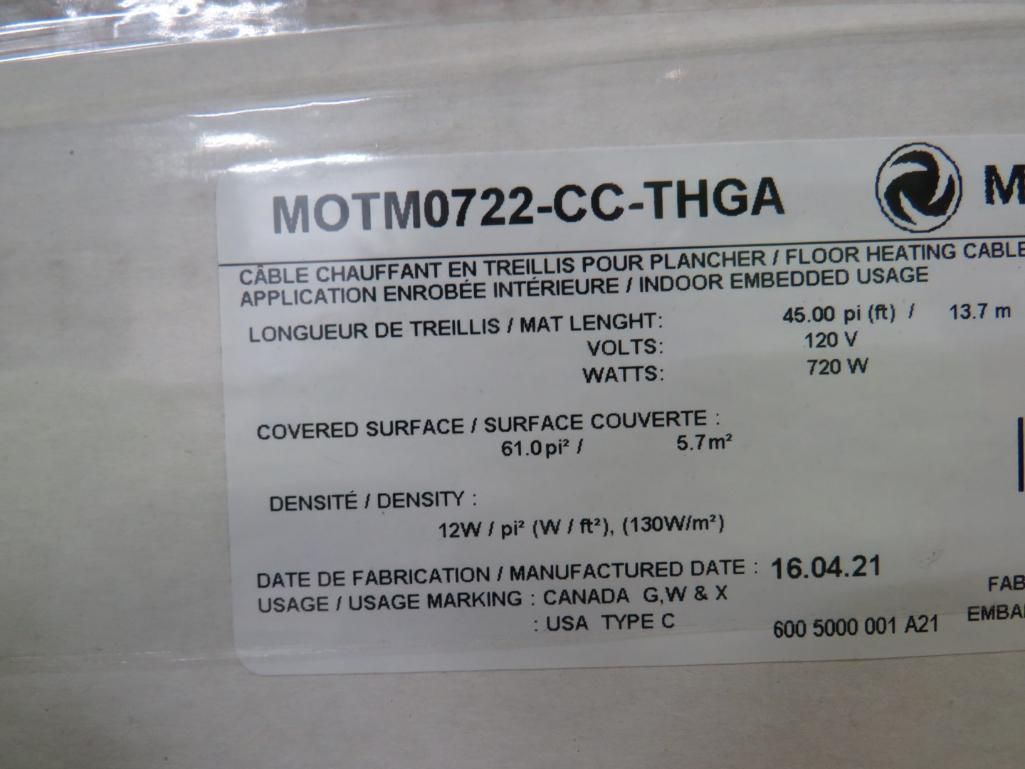 MOTM0722-CC-THGA M
CÂBLE CHAUFFANT EN TREILLIS POUR PLANCHER / FLOOR HEATING CABLE
APPLICATION ENROBÉE INTÉRIEURE / INDOOR EMBEDDED USAGE
LONGUEUR DE TREILLIS / MAT LENGHT: 45.00 pi (ft) / 13.7 m
VOLTS: 120 V
WATTS: 720 W
COVERED SURFACE / SURFACE COUVERTE :
61.0 pi² / 5.7 m²
DENSITÉ / DENSITY :
12W / pi² (W / ft²), (130W/m²)
DATE DE FABRICATION / MANUFACTURED DATE : 16.04.21
USAGE / USAGE MARKING : CANADA G,W & X
: USA TYPE C
600 5000 001 A21
FAB
EMBA